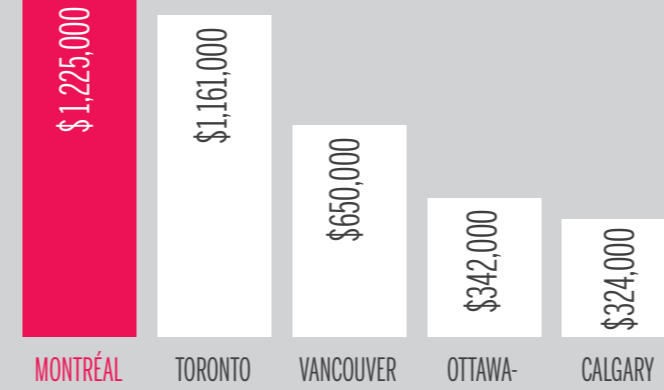 $1,225,000
$1,161,000
$650,000
$342,000
$324,000
MONTRÉAL
TORONTO
VANCOUVER
OTTAWA-
CALGARY